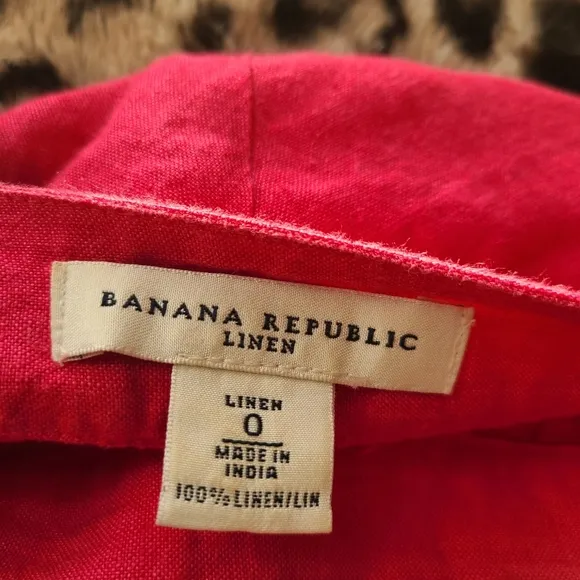 BANANA REPUBLIC
LINEN
LINEN
0
MADE IN
INDIA
100% LINEN/LIN